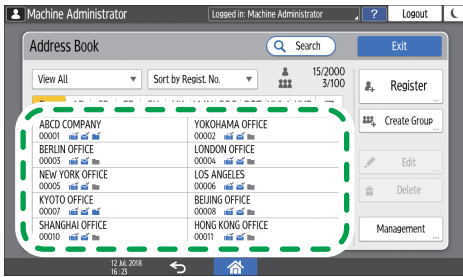 Machine Administrator
Logged in: Machine Administrator
?
Logout
Address Book
Search
Exit
View All
Sort by Regist. No.
15/2000
3/100
Register
Create Group
Edit
Delete
Management
ABCD COMPANY
00001
YOKOHAMA OFFICE
00002
BERLIN OFFICE
00003
LONDON OFFICE
00004
NEW YORK OFFICE
00005
LOS ANGELES
00006
KYOTO OFFICE
00007
BEIJING OFFICE
00008
SHANGHAI OFFICE
00010
HONG KONG OFFICE
00011
12 Jul. 2018
16:23